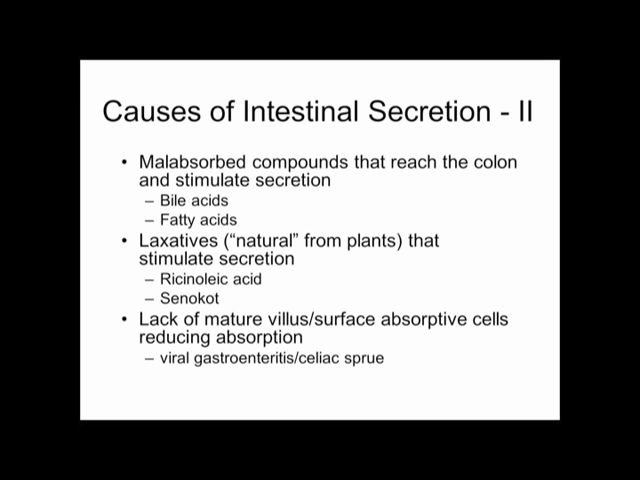 Causes of Intestinal Secretion - II
• Malabsorbed compounds that reach the colon
and stimulate secretion
– Bile acids
– Fatty acids
• Laxatives (“natural” from plants) that
stimulate secretion
– Ricinoleic acid
– Senokot
• Lack of mature villus/surface absorptive cells
reducing absorption
– viral gastroenteritis/celiac sprue